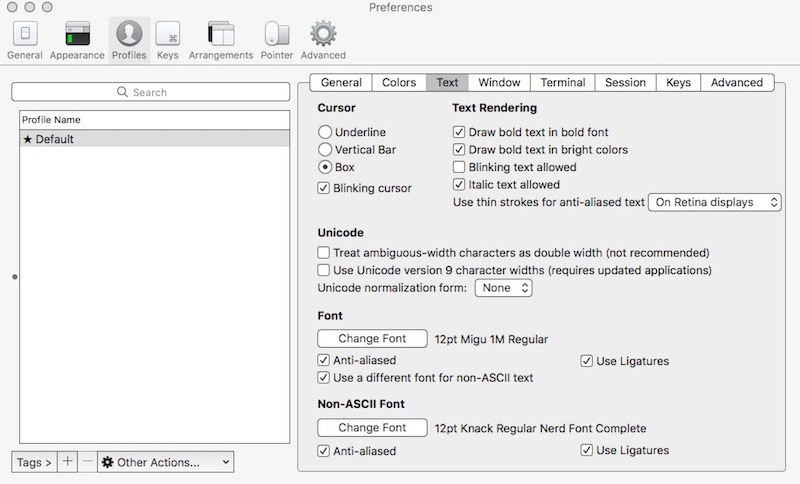 Preferences
General Appearance Profiles Keys Arrangements Pointer Advanced
Search
Profile Name
★ Default
Tags > + − Other Actions...
General Colors Text Window Terminal Session Keys Advanced
Cursor
Underline
Vertical Bar
Box
Blinking cursor
Text Rendering
Draw bold text in bold font
Draw bold text in bright colors
Blinking text allowed
Italic text allowed
Use thin strokes for anti-aliased text On Retina displays
Unicode
Treat ambiguous-width characters as double width (not recommended)
Use Unicode version 9 character widths (requires updated applications)
Unicode normalization form: None
Font
Change Font 12pt Migu 1M Regular
Anti-aliased Use Ligatures
Use a different font for non-ASCII text
Non-ASCII Font
Change Font 12pt Knack Regular Nerd Font Complete
Anti-aliased Use Ligatures